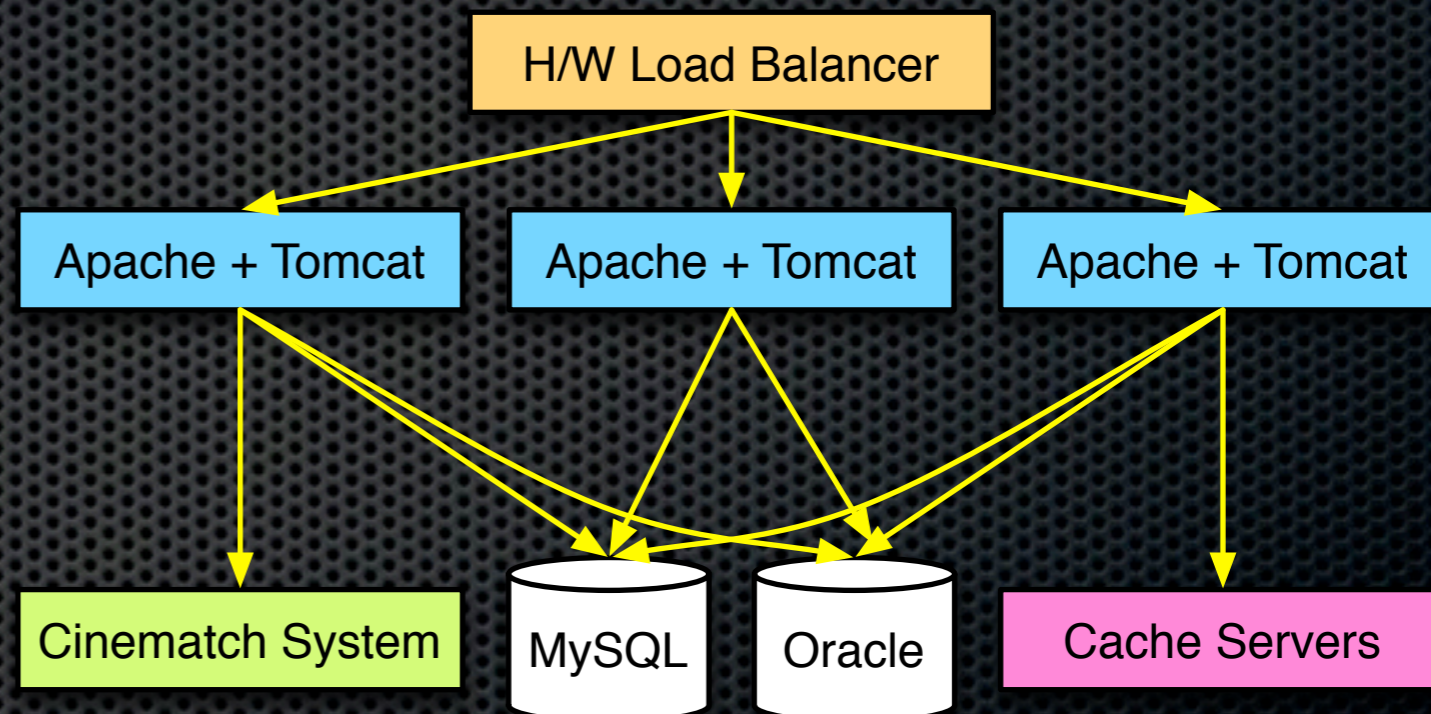 H/W Load Balancer
Apache + Tomcat
Apache + Tomcat
Apache + Tomcat
Cinematch System
MySQL
Oracle
Cache Servers